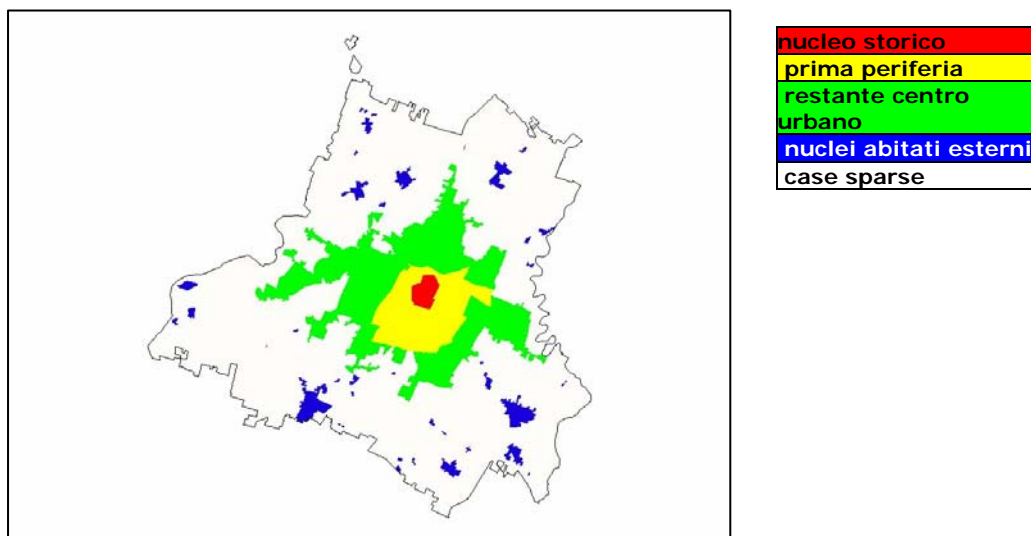 nucleo storico
prima periferia
restante centro
urbano
nuclei abitati esterni
case sparse